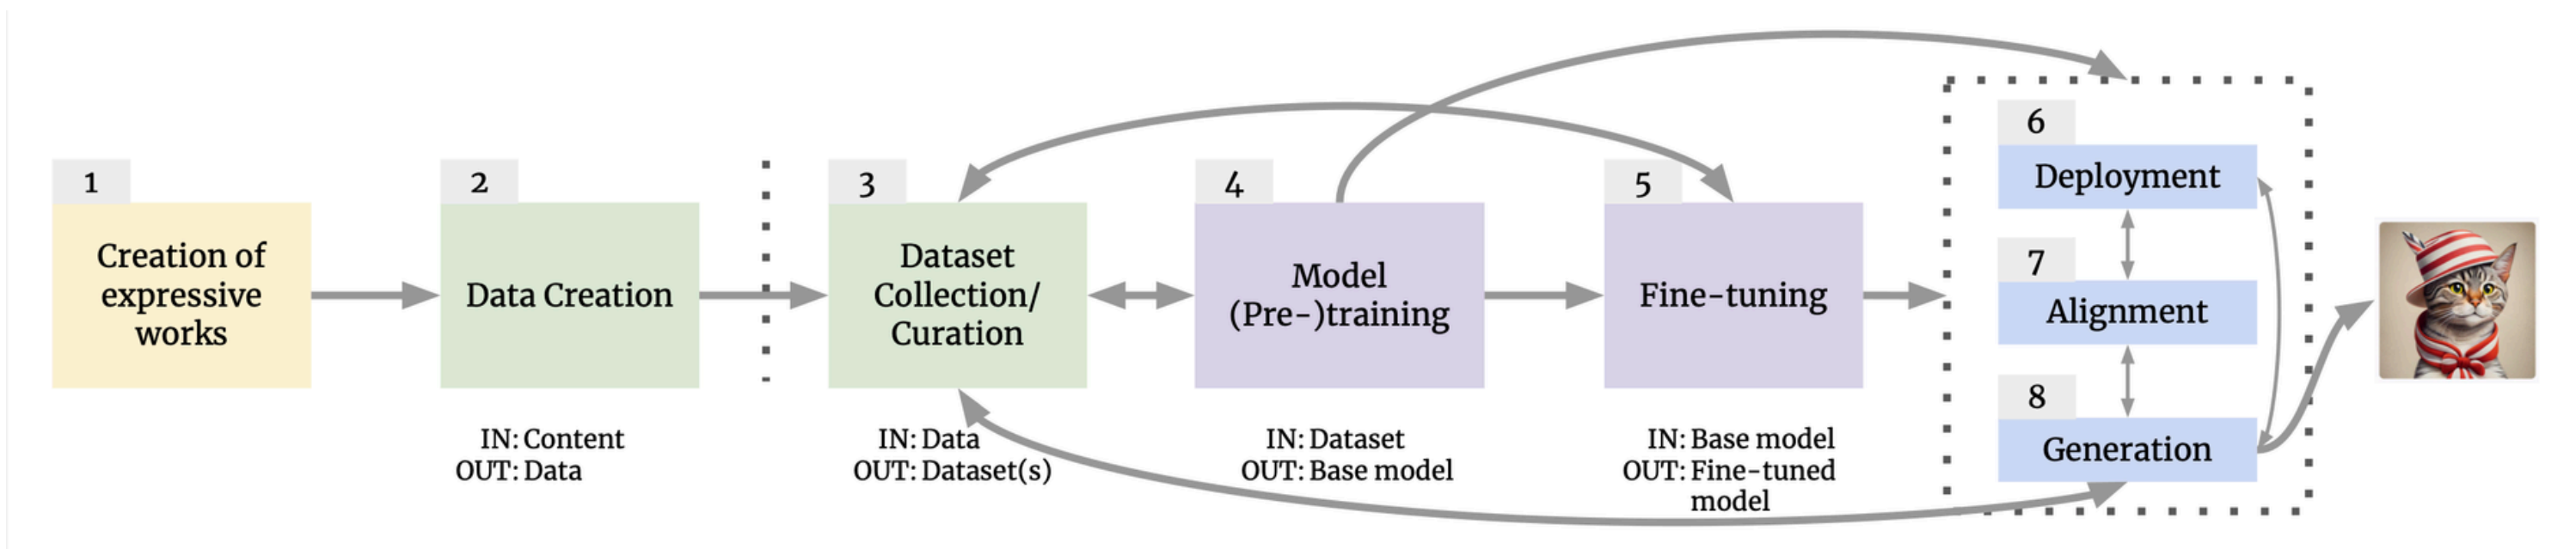 1
Creation of
expressive
works
2
Data Creation
IN: Content
OUT: Data
3
Dataset
Collection/
Curation
IN: Data
OUT: Dataset(s)
4
Model
(Pre-)training
IN: Dataset
OUT: Base model
5
Fine-tuning
IN: Base model
OUT: Fine-tuned
model
6
Deployment
7
Alignment
8
Generation